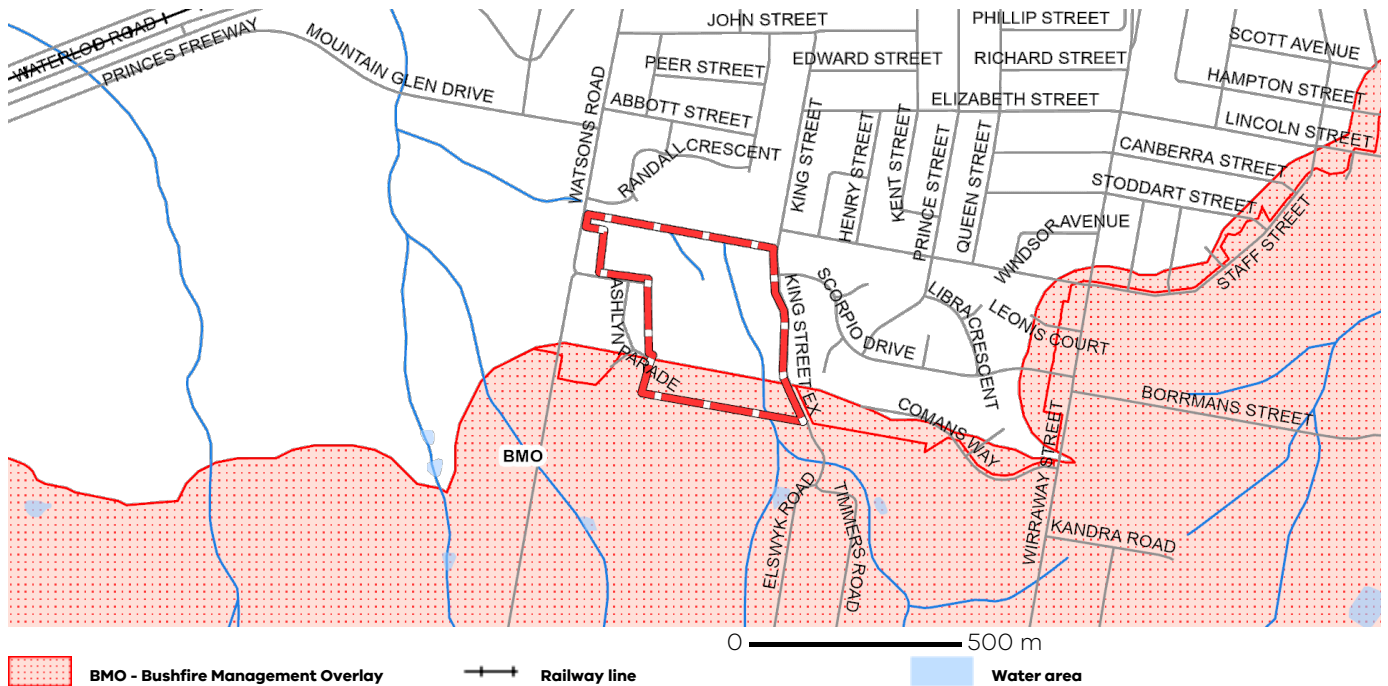 JOHN STREET
PHILLIP STREET
WATERLOO ROAD
PRINCES FREEWAY
MOUNTAIN GLEN DRIVE
PEER STREET
EDWARD STREET
RICHARD STREET
SCOTT AVENUE
WATSONS ROAD
ABBOTT STREET
ELIZABETH STREET
HAMPTON STREET
LINCOLN STREET
RANDALL CRESCENT
KING STREET
HENRY STREET
KENT STREET
PRINCE STREET
QUEEN STREET
CANBERRA STREET
STODDART STREET
WINDSOR AVENUE
STAFF STREET
ASHLYN PARADE
KING STREET EX
SCORPIO DRIVE
LIBRA CRESCENT
LEONIS COURT
COMANS WAY
BORRMANS STREET
BMO
WIRRAWAY STREET
ELSWYK ROAD
TIMMERS ROAD
KANDRA ROAD
0 500 m
BMO - Bushfire Management Overlay
Railway line
Water area